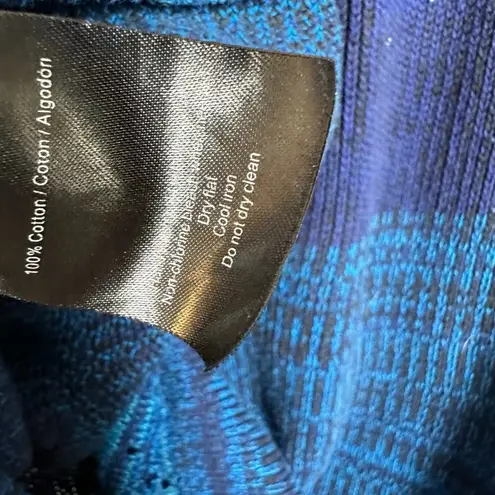 100% Cotton / Coton / Algodón
Non-chlorine bleach
Dry flat
Cool iron
Do not dry clean